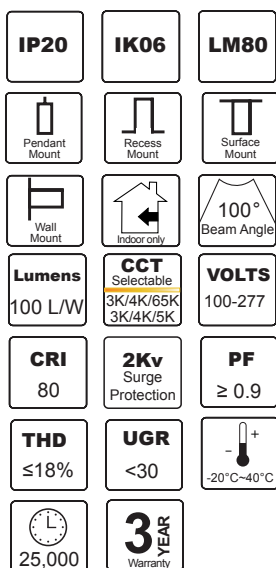 IP20
IK06
LM80
Pendant
Mount
Recess
Mount
Surface
Mount
Wall
Mount
Indoor only
100°
Beam Angle
Lumens
100 L/W
CCT
Selectable
3K/4K/65K
3K/4K/5K
VOLTS
100-277
CRI
80
2Kv
Surge
Protection
PF
≥ 0.9
THD
≤18%
UGR
<30
- +
-20°C~40°C
25,000
3 YEAR
Warranty